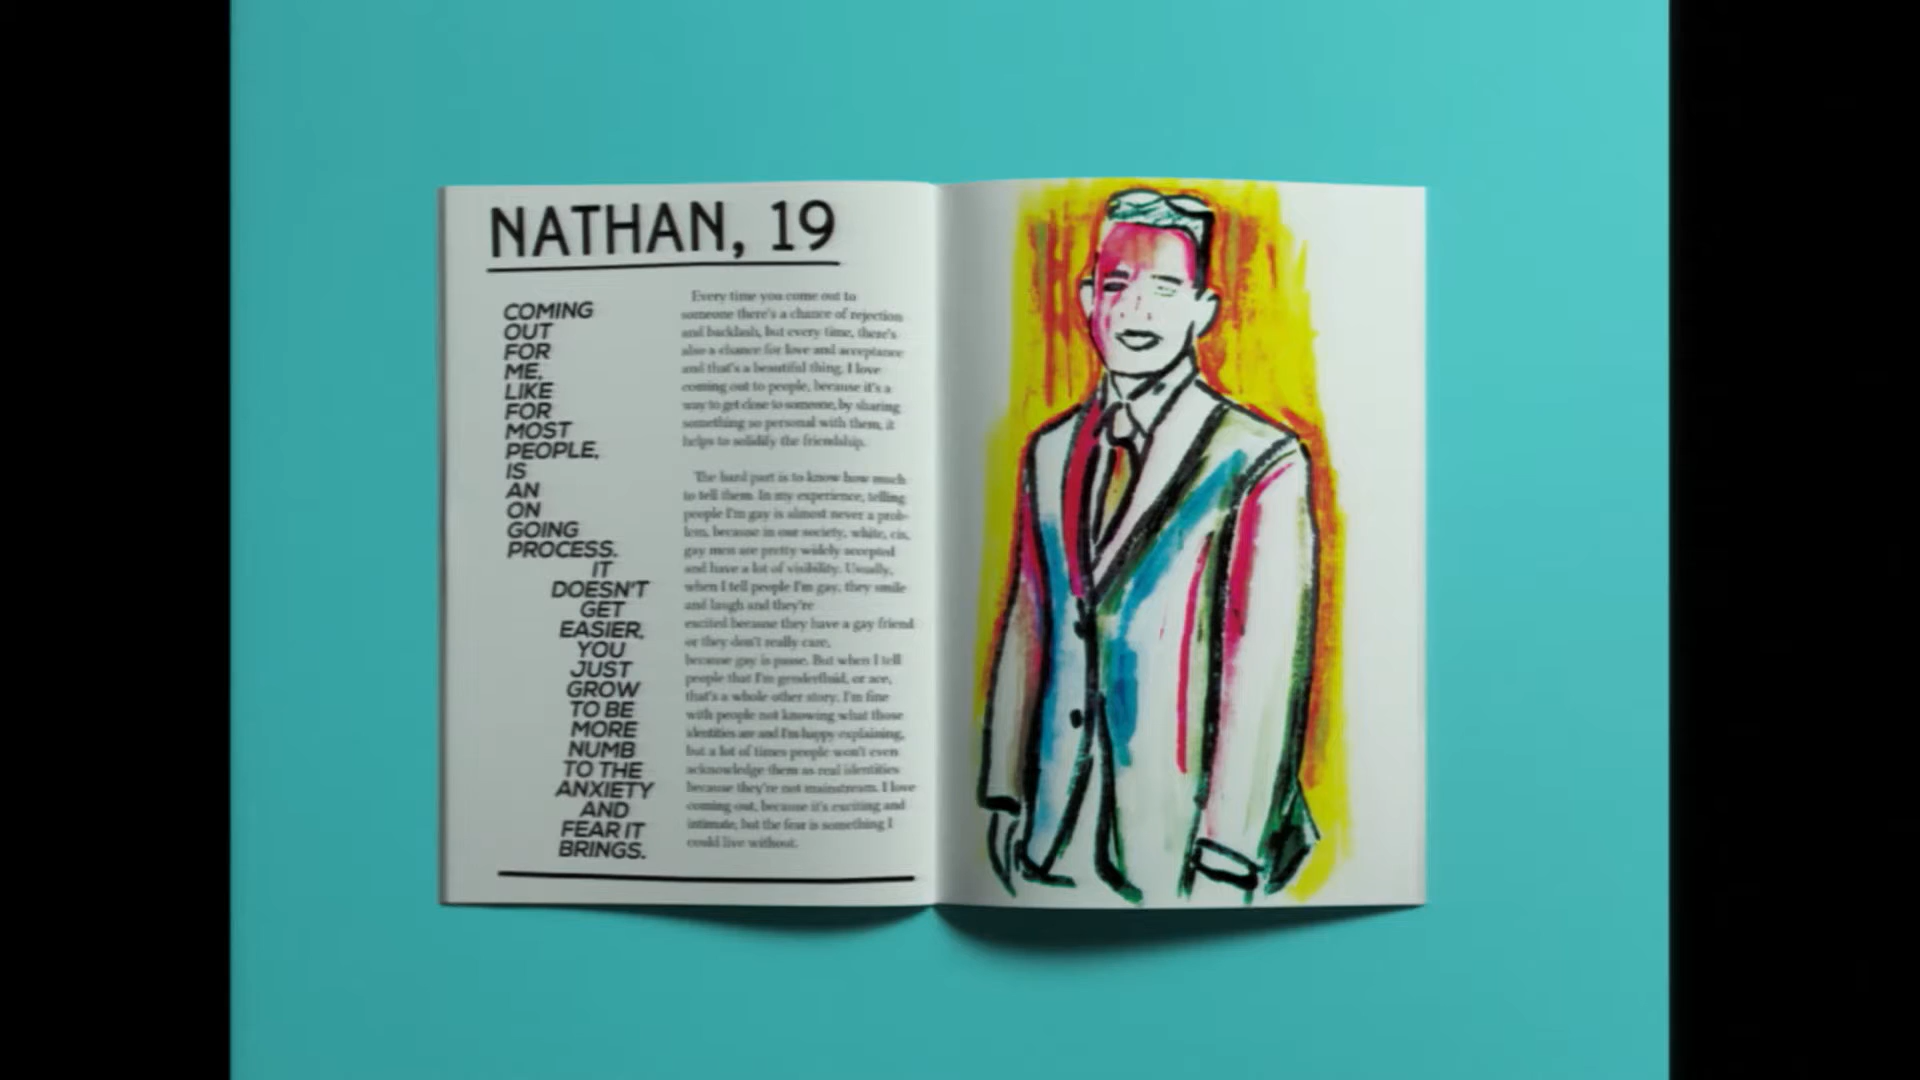 NATHAN, 19
COMING
OUT
FOR
ME,
LIKE
FOR
MOST
PEOPLE,
IS
AN
ON
GOING
PROCESS.
IT
DOESN'T
GET
EASIER,
YOU
JUST
GROW
TO BE
MORE
NUMB
TO THE
ANXIETY
AND
FEAR IT
BRINGS.
Every time you come out to
someone there's a chance of rejection
and backlash, but every time, there's
also a chance for love and acceptance
and that's a beautiful thing. I love
coming out to people, because it's a
way to get close to someone, by sharing
something so personal with them, it
helps to solidify the friendship.
The hard part is to know how much
to tell them. In my experience, telling
people I'm gay is almost never a prob-
lem, because in our society, white, cis,
gay men are pretty widely accepted
and have a lot of visibility. Usually,
when I tell people I'm gay, they smile
and laugh and they're
excited because they have a gay friend
or they don't really care,
because gay is passe. But when I tell
people that I'm genderfluid, or ace,
that's a whole other story. I'm fine
with people not knowing what those
identities are and I'm happy explaining,
but a lot of times people won't even
acknowledge them as real identities
because they're not mainstream. I love
coming out, because it's exciting and
intimate, but the fear is something I
could live without.